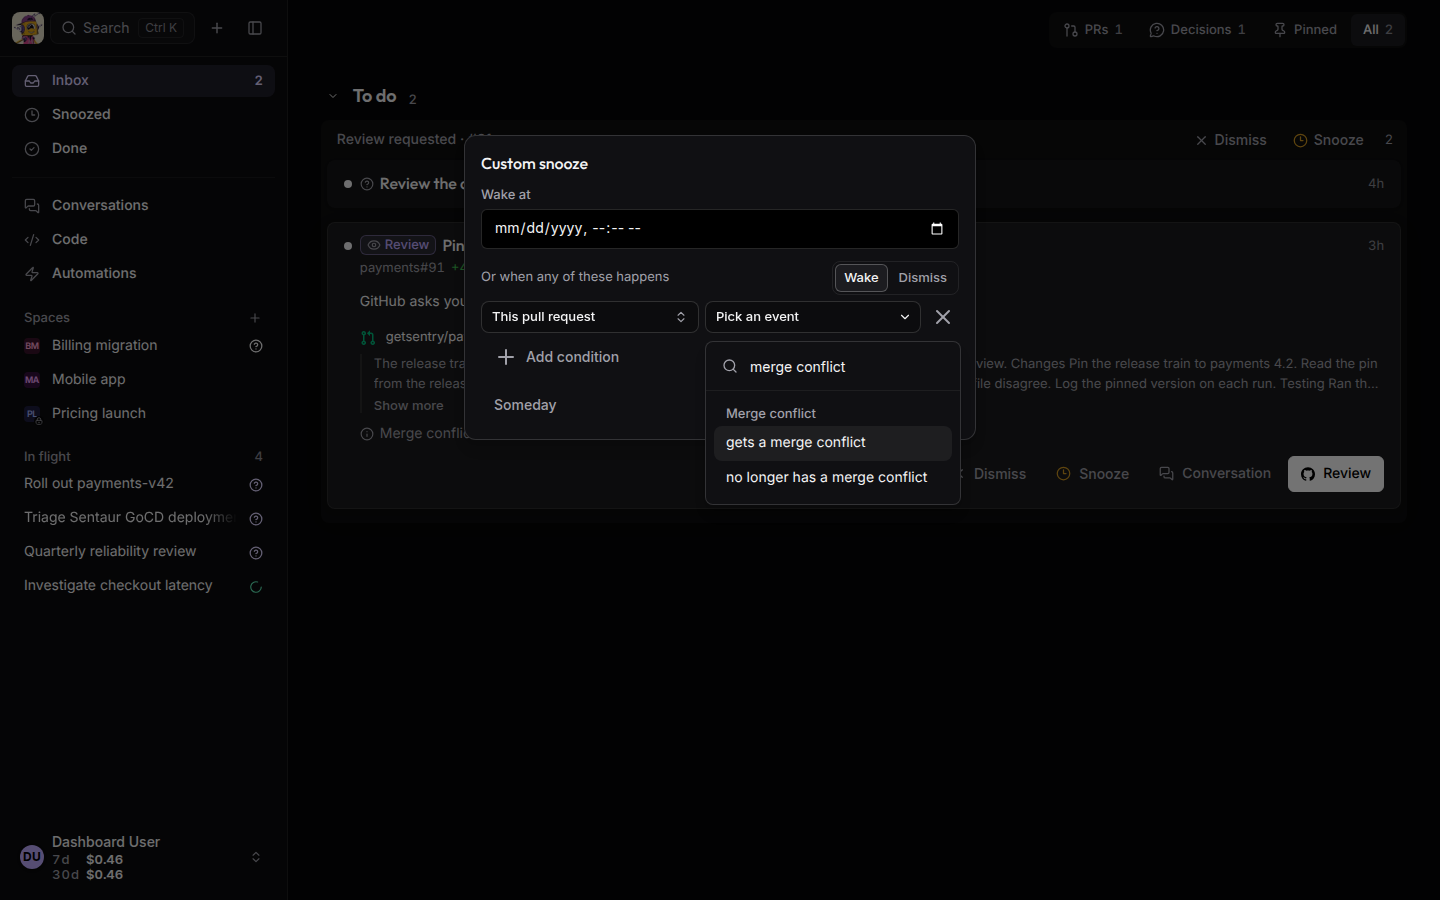 Search Ctrl K
PRs 1
Decisions 1
Pinned
All 2
Inbox 2
Snoozed
Done
Conversations
Code
Automations
Spaces
BM Billing migration
MA Mobile app
PL Pricing launch
In flight 4
Roll out payments-v42
Triage Sentaur GoCD deployme
Quarterly reliability review
Investigate checkout latency
DU Dashboard User
7d $0.46
30d $0.46
To do 2
Review requested ·
Dismiss Snooze 2
Review the
4h
Review Pin
3h
payments#91
GitHub asks you
getsentry/pa
The release tra
view. Changes Pin the release train to payments 4.2. Read the pin
from the releas
file disagree. Log the pinned version on each run. Testing Ran th...
Show more
Merge conflic
Dismiss Snooze Conversation Review
Custom snooze
Wake at
mm/dd/yyyy, --:-- --
Or when any of these happens
Wake Dismiss
This pull request
Pick an event
Add condition
Someday
merge conflict
Merge conflict
gets a merge conflict
no longer has a merge conflict